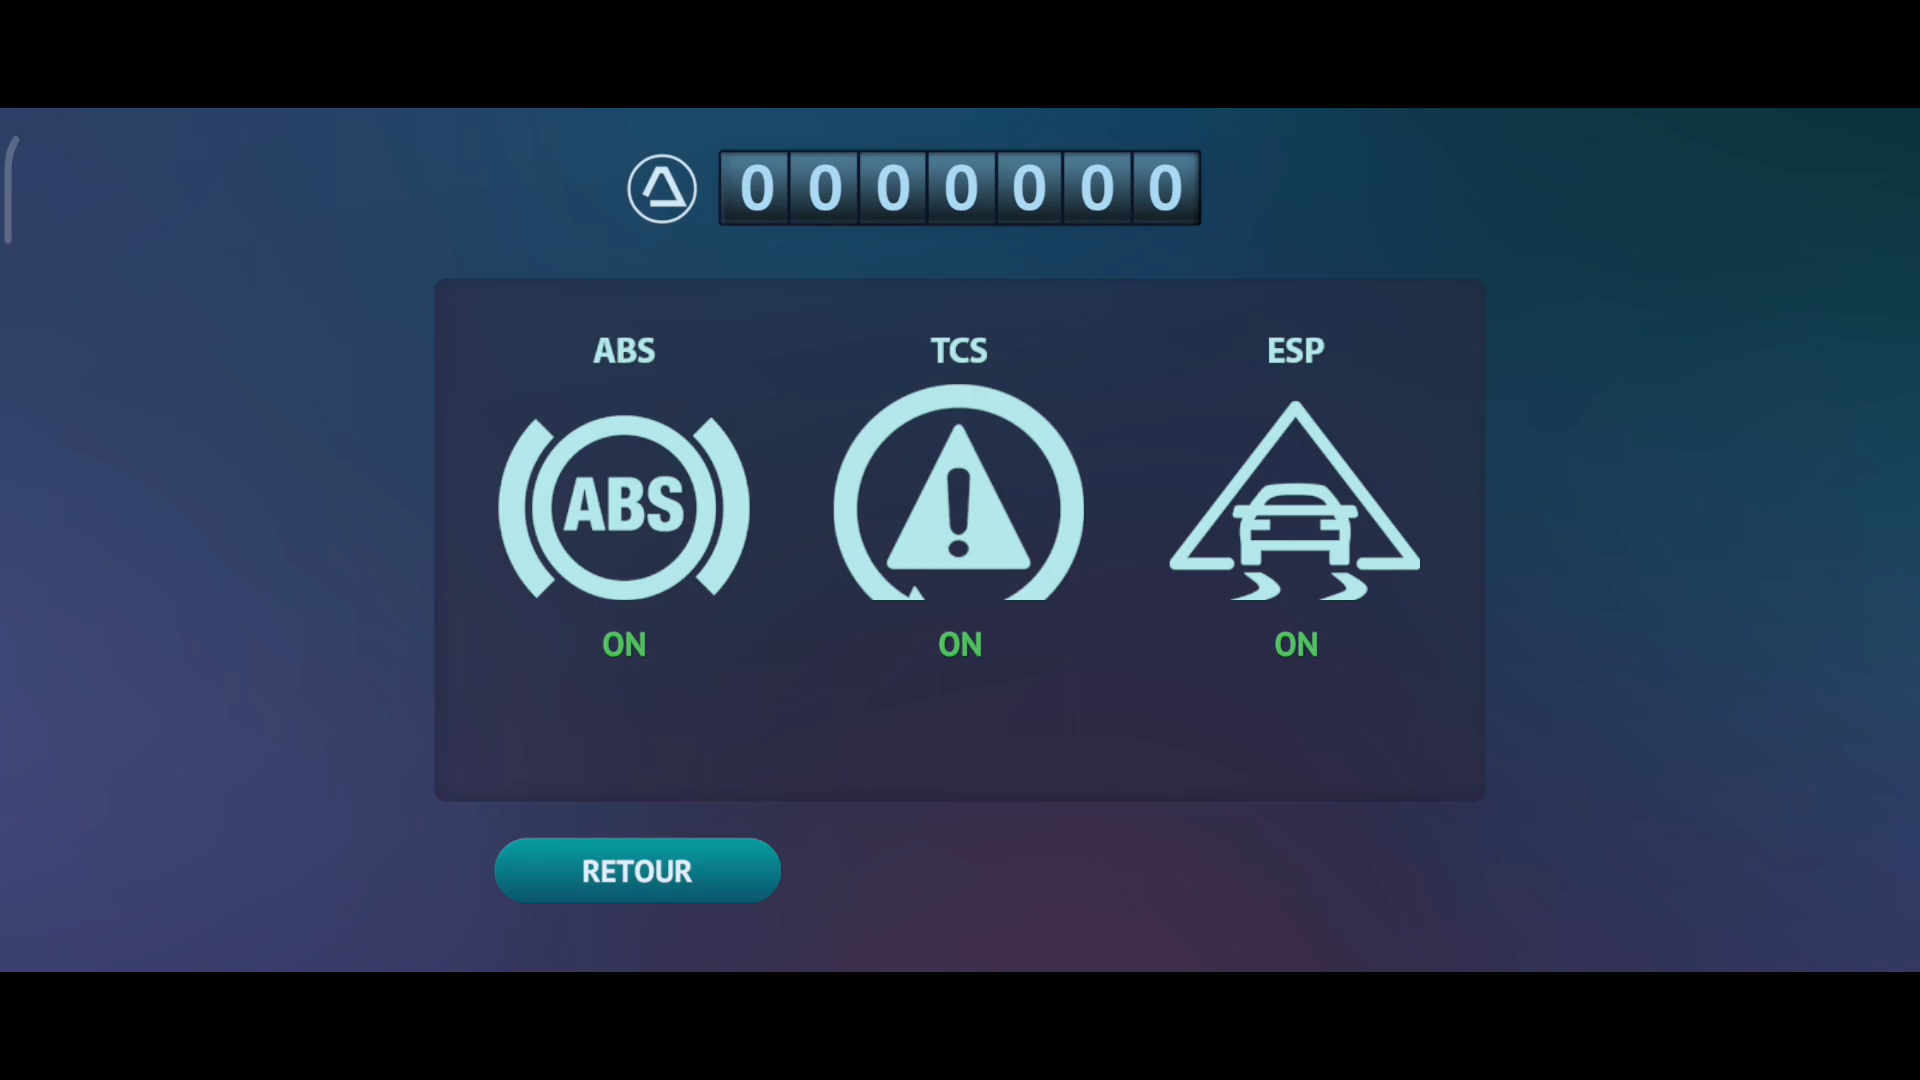 0000000
ABS TCS ESP
ABS
ON ON ON
RETOUR